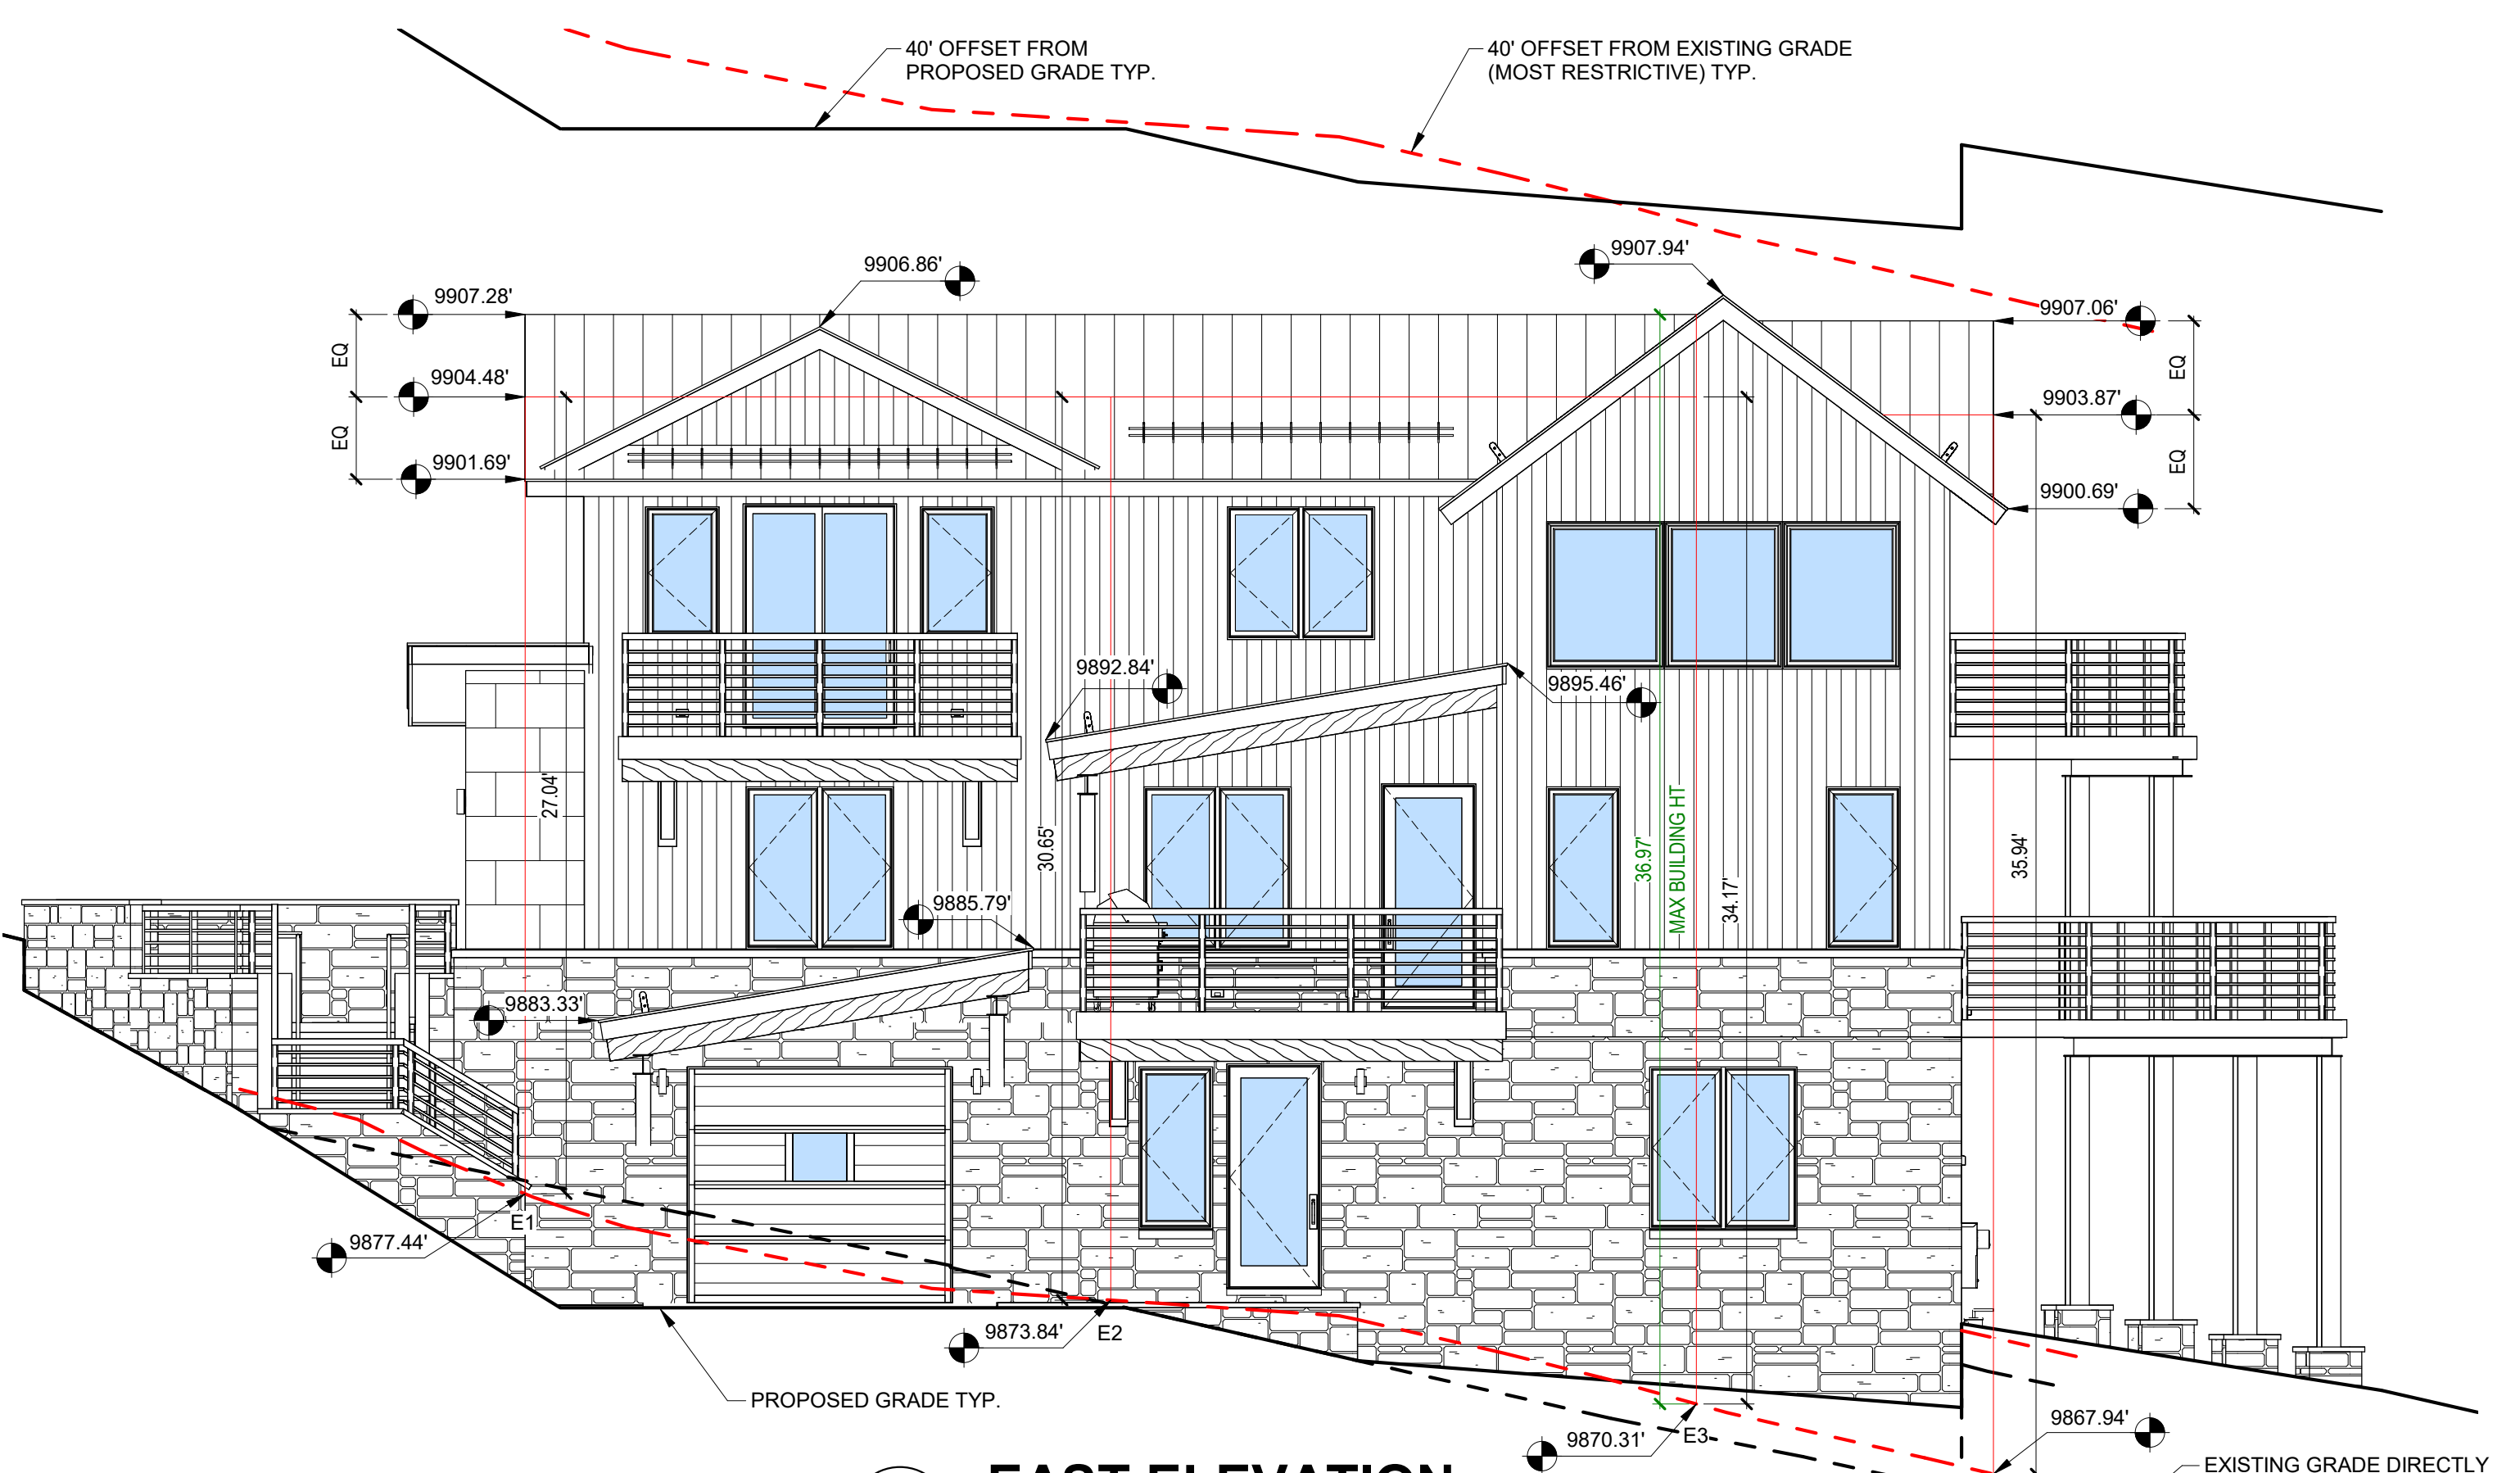 40' OFFSET FROM
PROPOSED GRADE TYP.
40' OFFSET FROM EXISTING GRADE
(MOST RESTRICTIVE) TYP.
9907.94'
9906.86'
9907.28'
9907.06'
EQ
EQ
9904.48'
9903.87'
EQ
EQ
9901.69'
9900.69'
9892.84'
9895.46'
27.04'
30.65'
36.97'
MAX BUILDING HT
34.17'
35.94'
9885.79'
9883.33'
E1
9877.44'
9873.84'
E2
PROPOSED GRADE TYP.
9870.31'
E3
9867.94'
EAST ELEVATION
EXISTING GRADE DIRECTLY